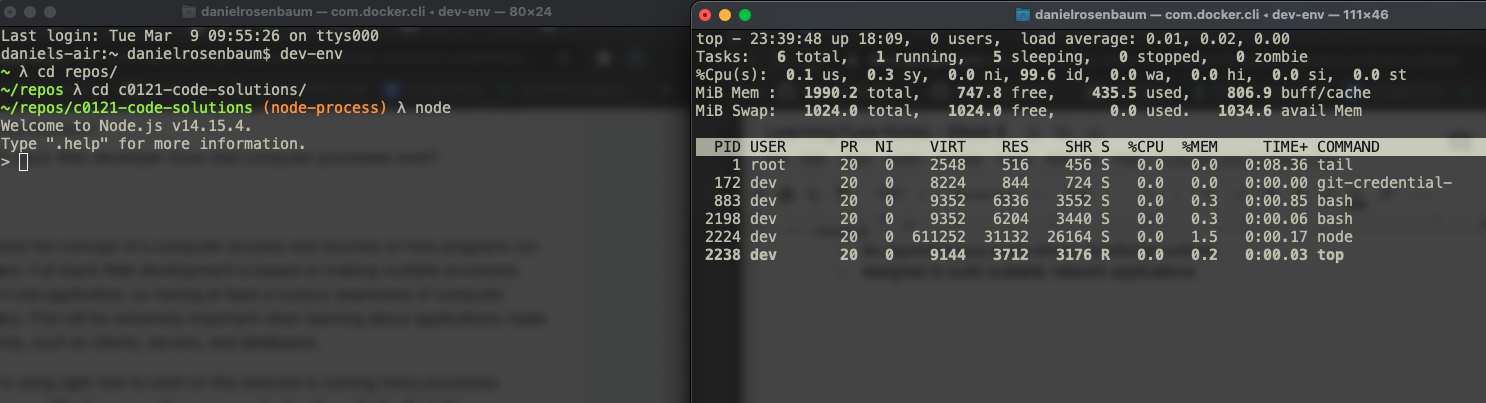 danielrosenbaum — com.docker.cli ◂ dev-env — 80×24
Last login: Tue Mar  9 09:55:26 on ttys000
daniels-air:~ danielrosenbaum$ dev-env
~ λ cd repos/
~/repos λ cd c0121-code-solutions/
~/repos/c0121-code-solutions (node-process) λ node
Welcome to Node.js v14.15.4.
Type ".help" for more information.
>
danielrosenbaum — com.docker.cli ◂ dev-env — 111×46
top - 23:39:48 up 18:09,  0 users,  load average: 0.01, 0.02, 0.00
Tasks:   6 total,   1 running,   5 sleeping,   0 stopped,   0 zombie
%Cpu(s):  0.1 us,  0.3 sy,  0.0 ni, 99.6 id,  0.0 wa,  0.0 hi,  0.0 si,  0.0 st
MiB Mem :   1990.2 total,    747.8 free,    435.5 used,    806.9 buff/cache
MiB Swap:   1024.0 total,   1024.0 free,      0.0 used.   1034.6 avail Mem
PID USER      PR  NI    VIRT    RES    SHR S  %CPU  %MEM     TIME+ COMMAND
1 root      20   0    2548    516    456 S   0.0   0.0   0:08.36 tail
172 dev       20   0    8224    844    724 S   0.0   0.0   0:00.00 git-credential-
883 dev       20   0    9352   6336   3552 S   0.0   0.3   0:00.85 bash
2198 dev       20   0    9352   6204   3440 S   0.0   0.3   0:00.06 bash
2224 dev       20   0  611252  31132  26164 S   0.0   1.5   0:00.17 node
2238 dev       20   0    9144   3712   3176 R   0.0   0.2   0:00.03 top